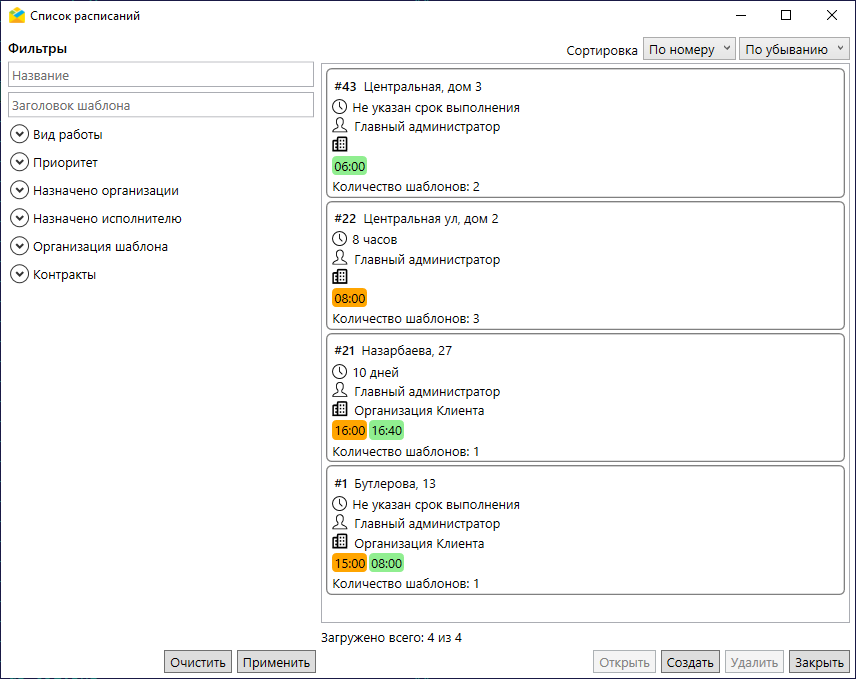 Список расписаний
Фильтры
Название
Заголовок шаблона
Вид работы
Приоритет
Назначено организации
Назначено исполнителю
Организация шаблона
Контракты
Очистить Применить
Сортировка По номеру По убыванию
#43 Центральная, дом 3
Не указан срок выполнения
Главный администратор
06:00
Количество шаблонов: 2
#22 Центральная ул, дом 2
8 часов
Главный администратор
08:00
Количество шаблонов: 3
#21 Назарбаева, 27
10 дней
Главный администратор
Организация Клиента
16:00 16:40
Количество шаблонов: 1
#1 Бутлерова, 13
Не указан срок выполнения
Главный администратор
Организация Клиента
15:00 08:00
Количество шаблонов: 1
Загружено всего: 4 из 4
Открыть Создать Удалить Закрыть